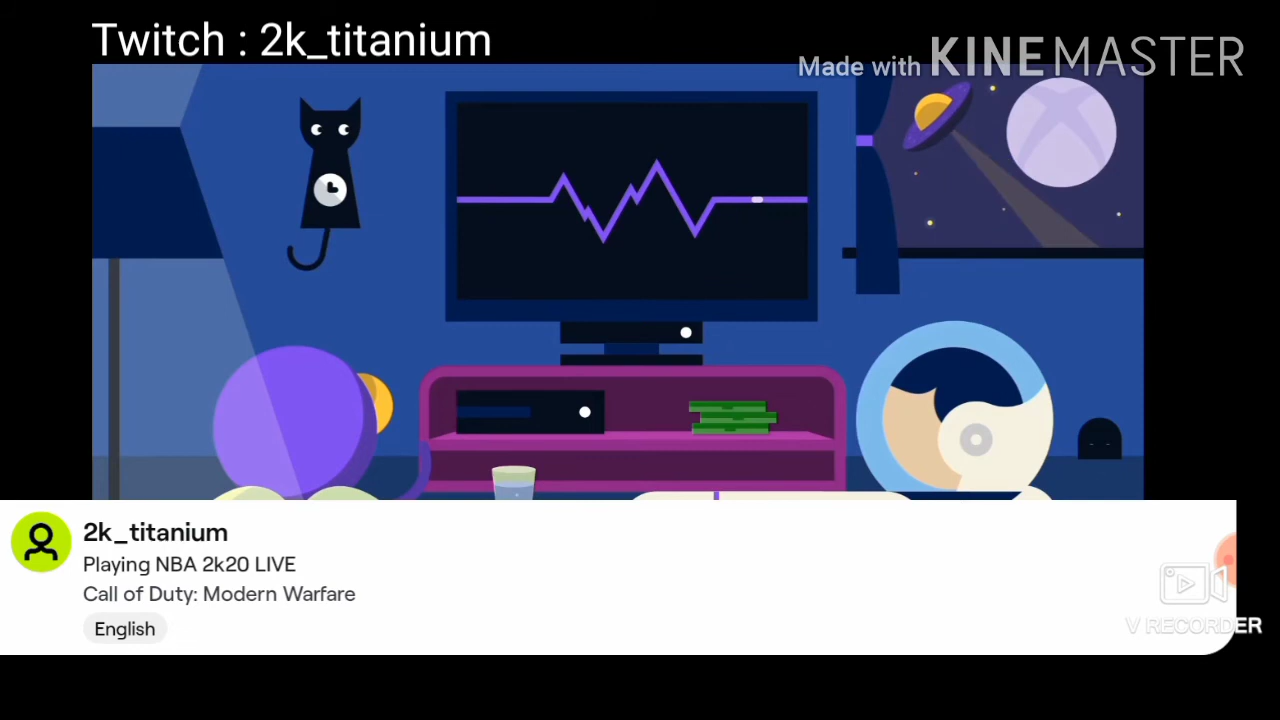 Twitch : 2k_titanium
Made with KINEMASTER
2k_titanium
Playing NBA 2k20 LIVE
Call of Duty: Modern Warfare
English
V RECORDER